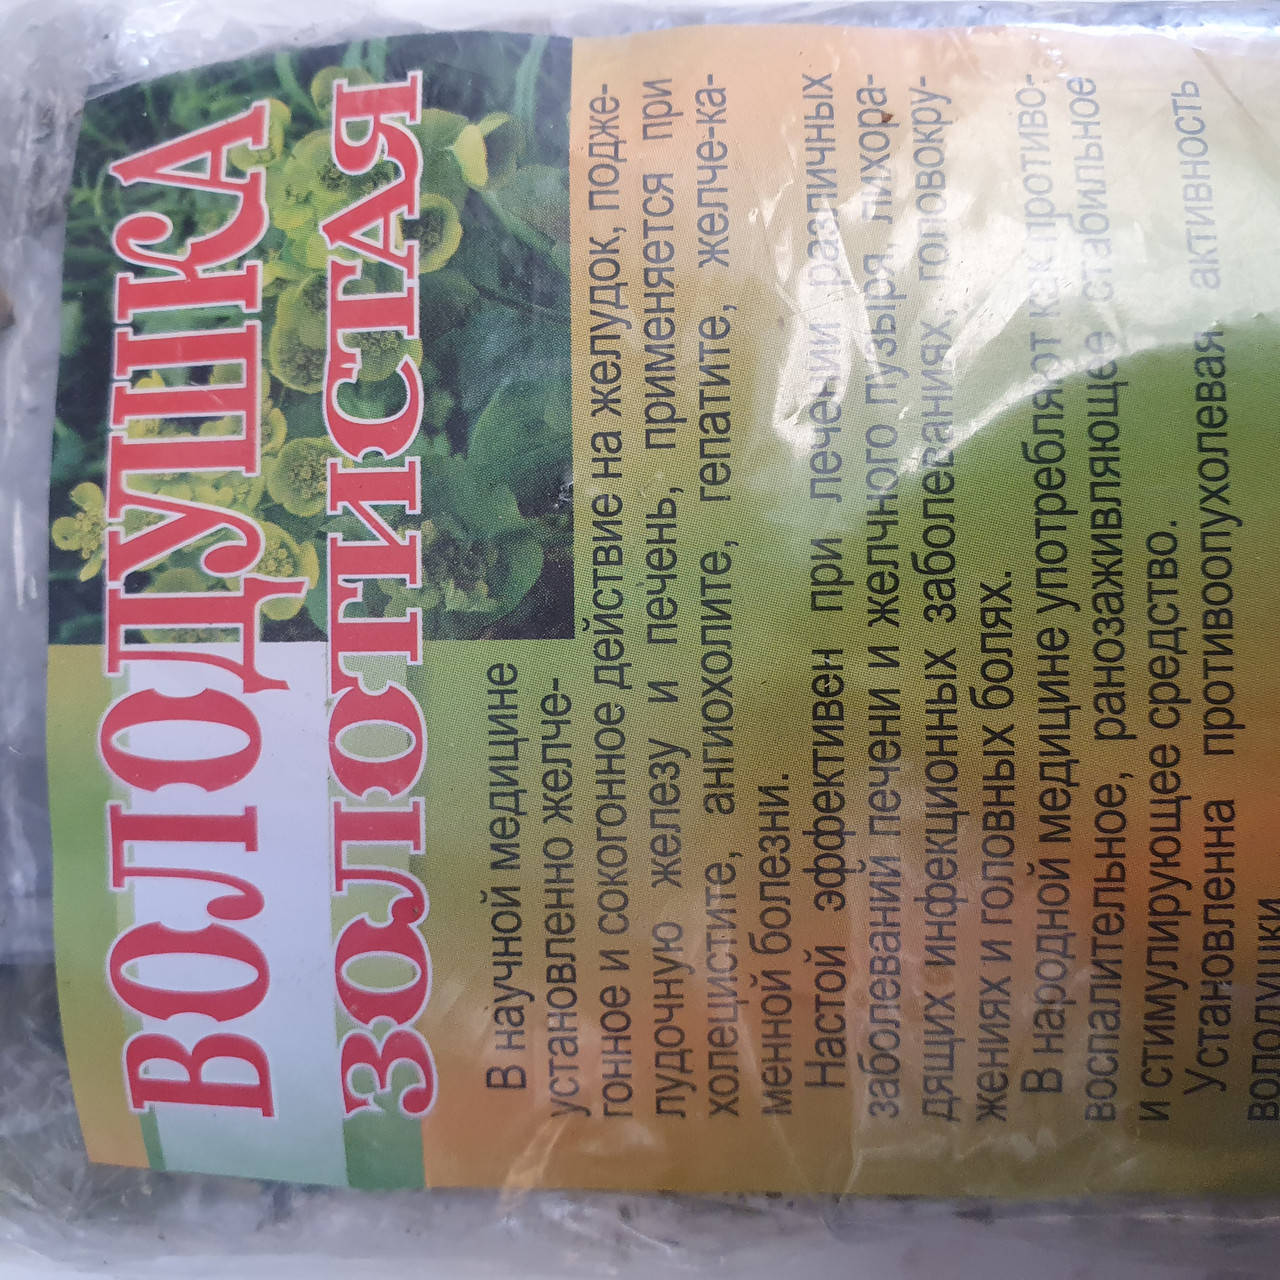 ВОЛОДУШКА
ЗОЛОТИСТАЯ
В научной медицине
установленно желче-
гонное и сокогонное действие на желудок, подже-
лудочную железу и печень, применяется при
холецистите, ангиохолите, гепатите, желче-ка-
менной болезни.
Настой эффективен при лечении различных
заболеваний печени и желчного пузыря, лихора-
дящих инфекционных заболеваниях, головокру-
жениях и головных болях.
В народной медицине употребляют как противо-
воспалительное, ранозаживляющее стабильное
и стимулирующее средство.
Установленна противоопухолевая активность
володушки